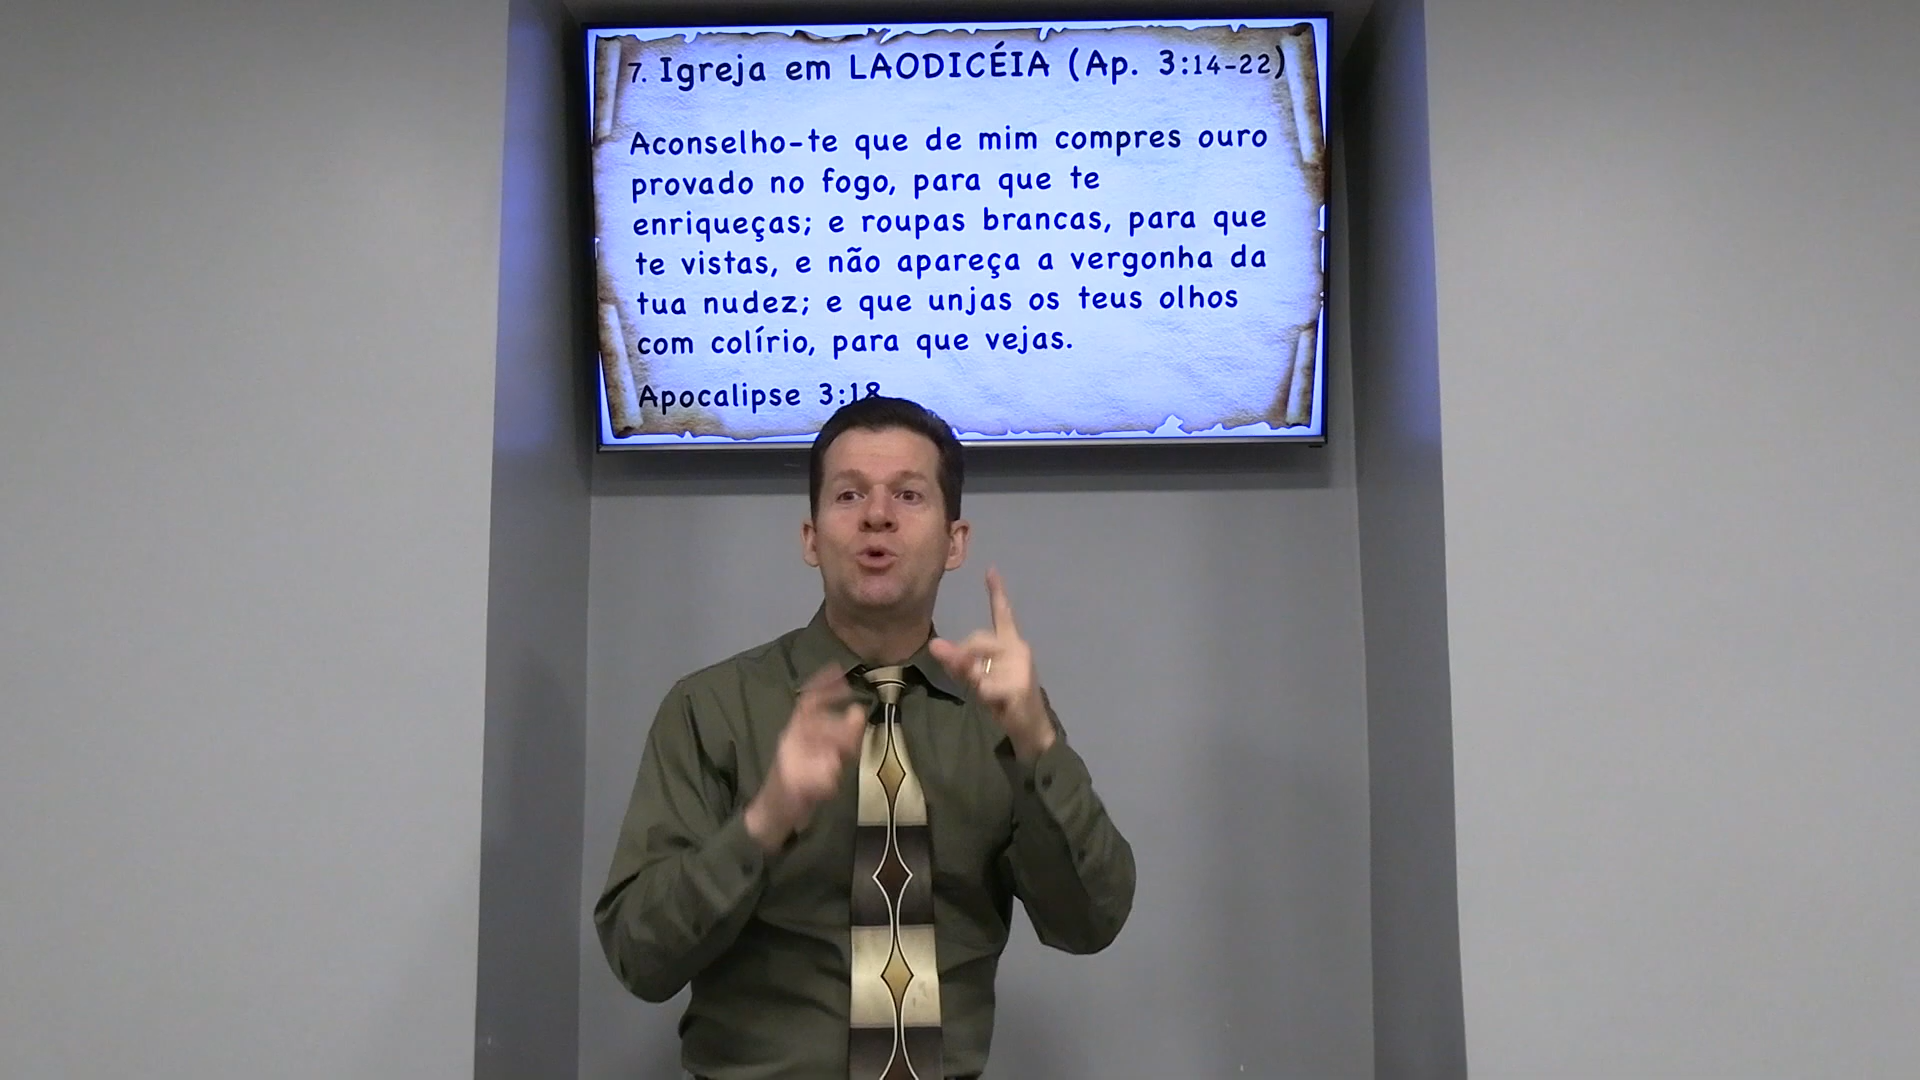 7. Igreja em LAODICÉIA (Ap. 3:14-22)
Aconselho-te que de mim compres ouro
provado no fogo, para que te
enriqueças; e roupas brancas, para que
te vistas, e não apareça a vergonha da
tua nudez; e que unjas os teus olhos
com colírio, para que vejas.
Apocalipse 3:18